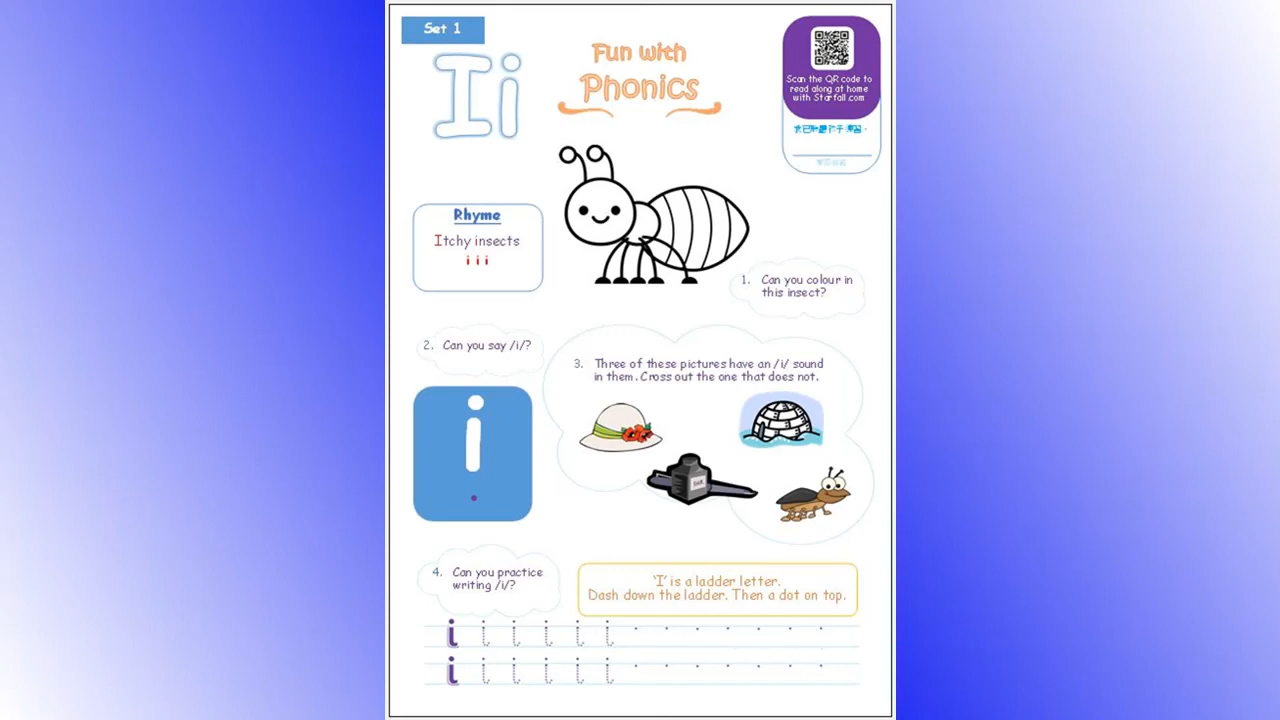 Set 1
Ii
Fun with
Phonics
Scan the QR code to
read along at home
with Starfall.com
Rhyme
Itchy insects
i i i
1. Can you colour in
this insect?
2. Can you say /i/?
i
3. Three of these pictures have an /i/ sound
in them. Cross out the one that does not.
INK
4. Can you practice
writing /i/?
'I' is a ladder letter.
Dash down the ladder. Then a dot on top.
i i i i i i
i i i i i i